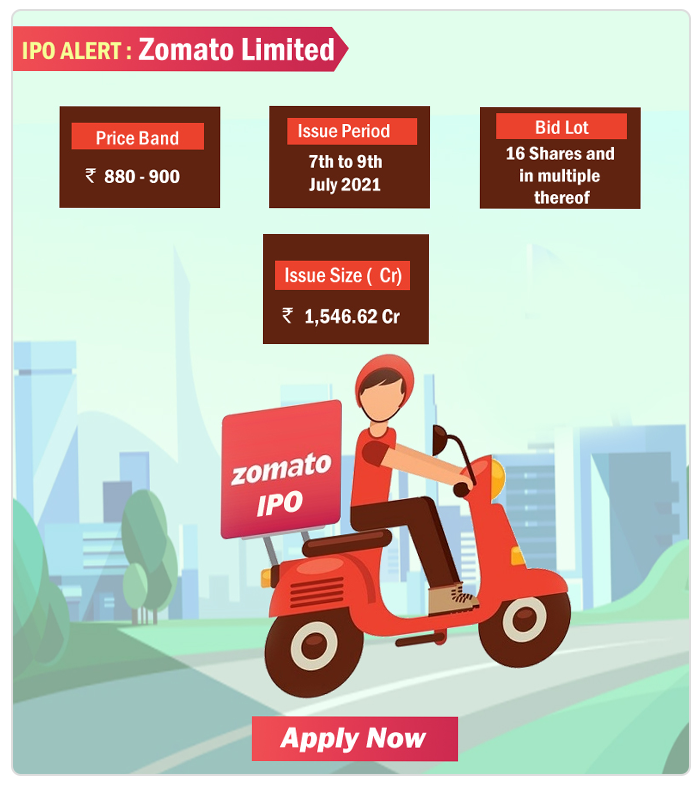 IPO ALERT : Zomato Limited
Price Band
₹ 880 - 900
Issue Period
7th to 9th
July 2021
Bid Lot
16 Shares and
in multiple
thereof
Issue Size ( Cr)
₹ 1,546.62 Cr
zomato
IPO
Apply Now